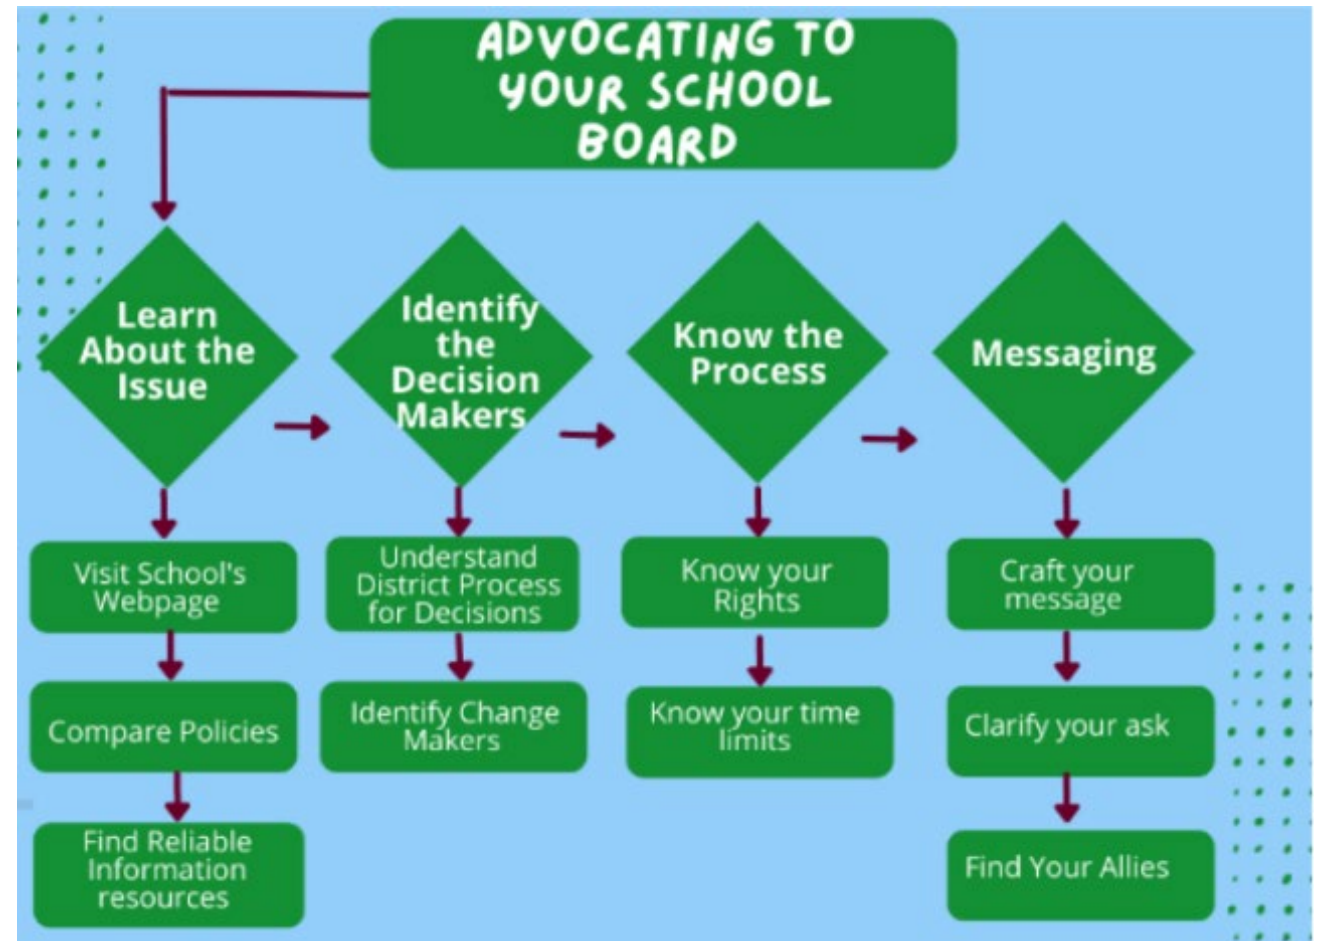 ADVOCATING TO
YOUR SCHOOL
BOARD
Learn
About the
Issue
Identify
the
Decision
Makers
Know the
Process
Messaging
Visit School's
Webpage
Understand
District Process
for Decisions
Know your
Rights
Craft your
message
Compare Policies
Identify Change
Makers
Know your time
limits
Clarify your ask
Find Reliable
Information
resources
Find Your Allies